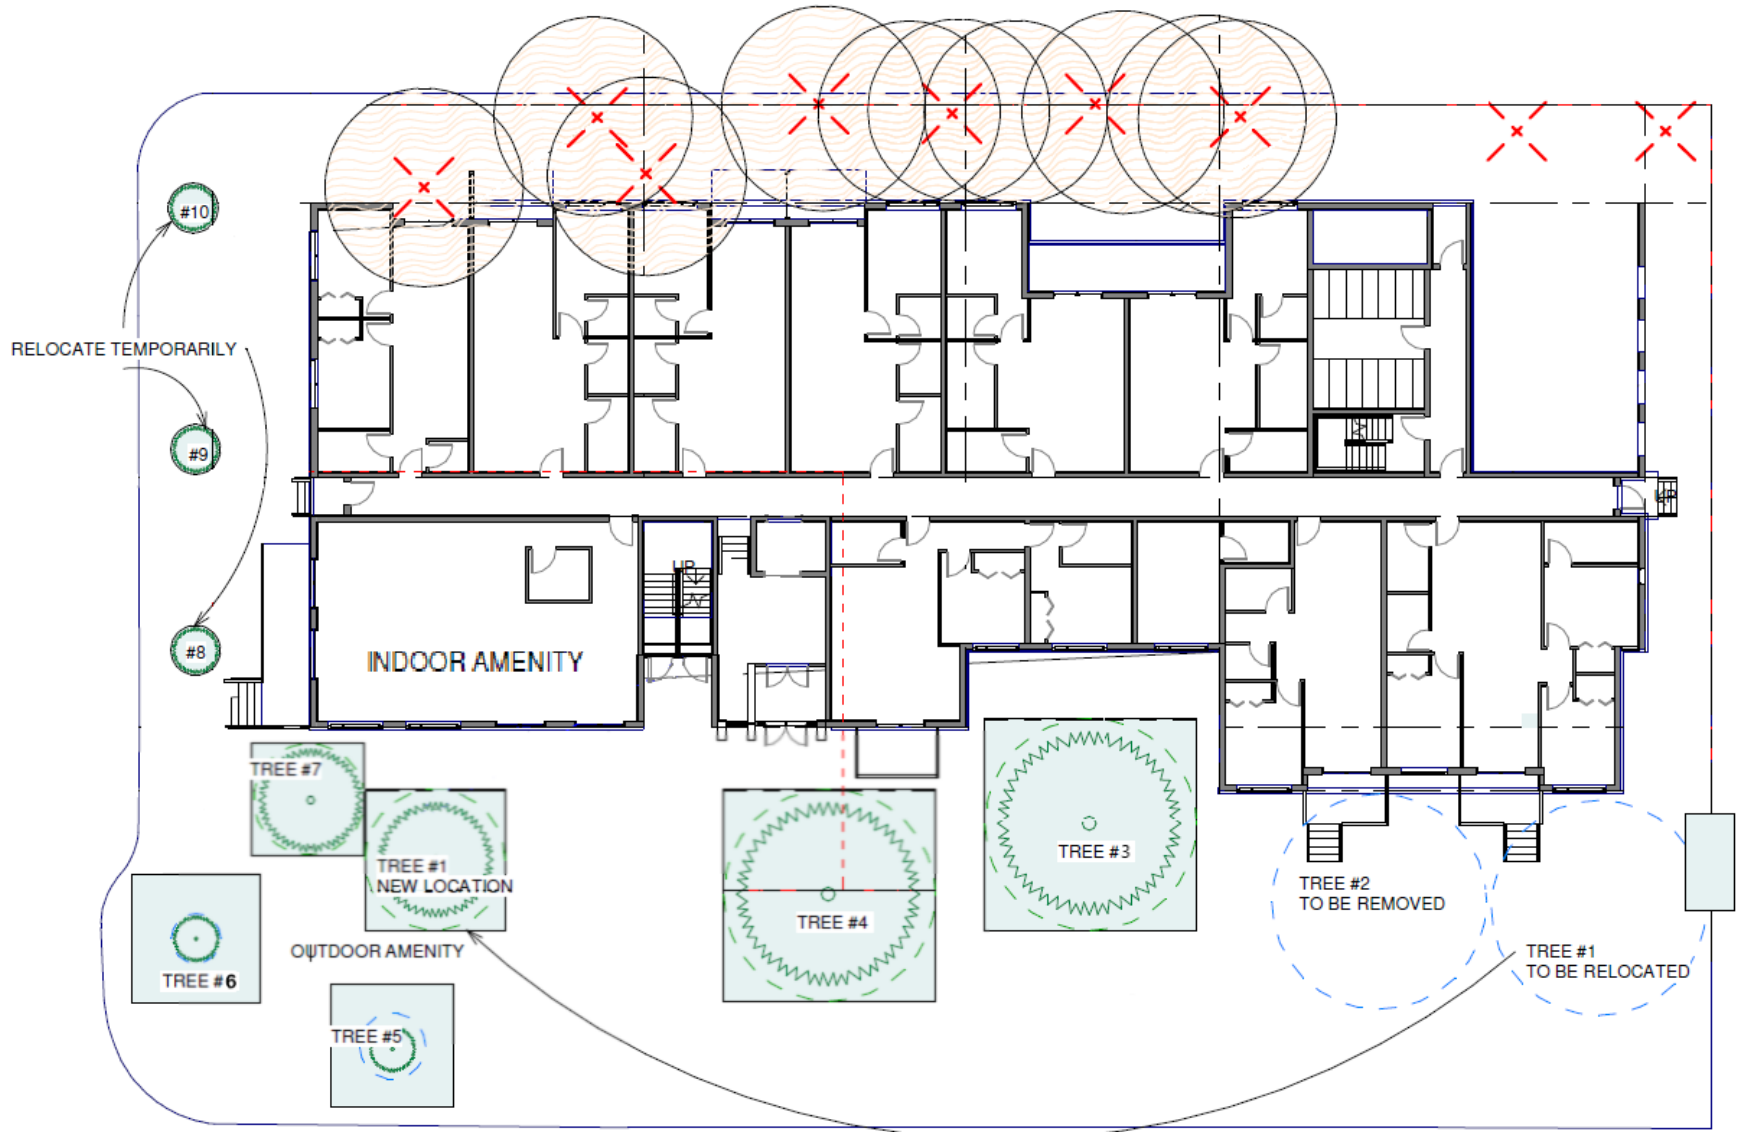 #10
RELOCATE TEMPORARILY
#9
#8
UP
INDOOR AMENITY
TREE #7
TREE #1
NEW LOCATION
TREE #3
TREE #4
TREE #2
TO BE REMOVED
TREE #1
TO BE RELOCATED
OUTDOOR AMENITY
TREE #6
TREE #5